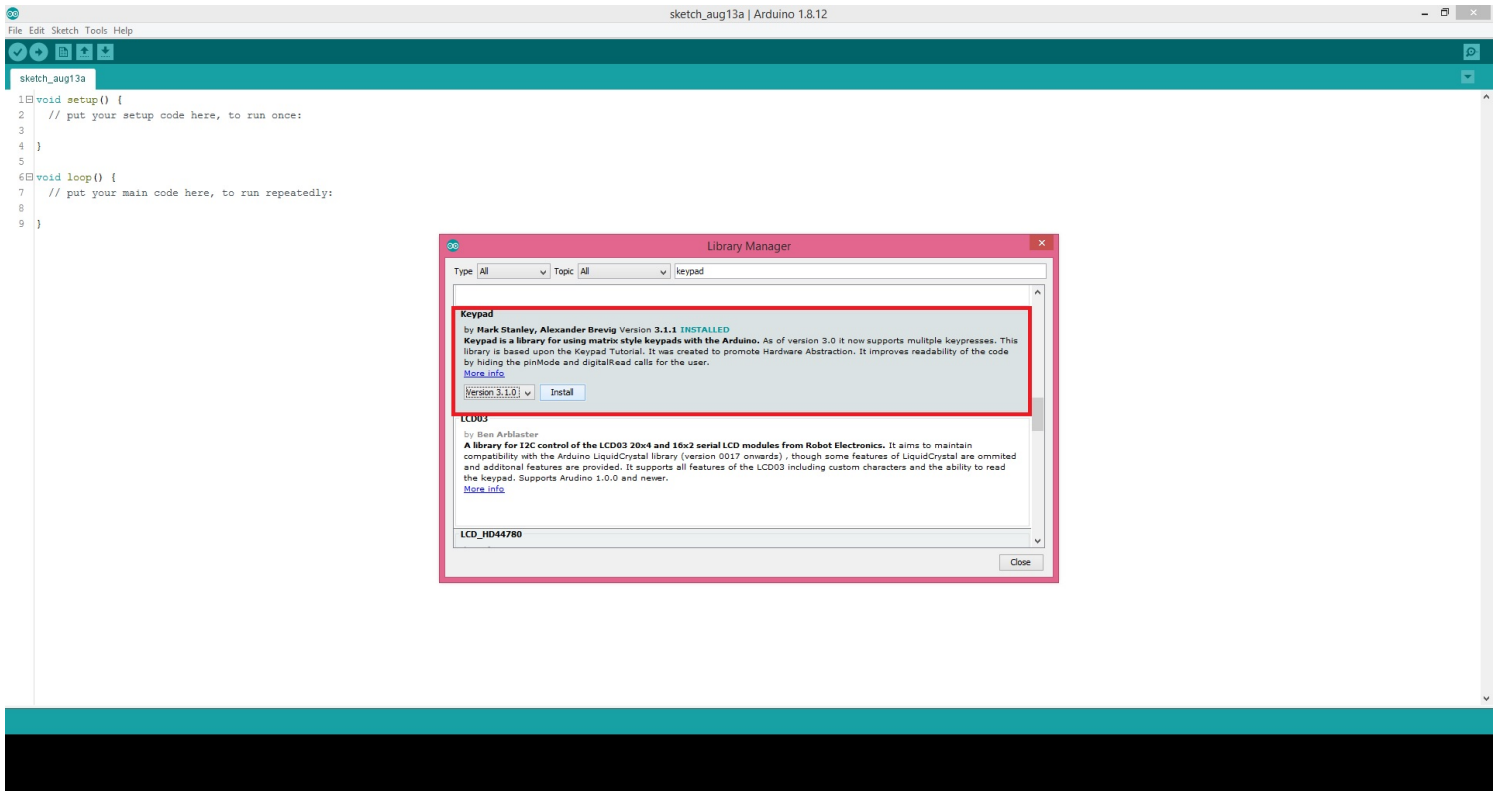 sketch_aug13a | Arduino 1.8.12
File Edit Sketch Tools Help
sketch_aug13a
1 void setup() {
2 // put your setup code here, to run once:
3
4 }
5
6 void loop() {
7 // put your main code here, to run repeatedly:
8
9 }
Library Manager
Type All Topic All keypad
Keypad
by Mark Stanley, Alexander Brevig Version 3.1.1 INSTALLED
Keypad is a library for using matrix style keypads with the Arduino. As of version 3.0 it now supports mulitple keypresses. This
library is based upon the Keypad Tutorial. It was created to promote Hardware Abstraction. It improves readability of the code
by hiding the pinMode and digitalRead calls for the user.
More info
Version 3.1.0 Install
LCD03
by Ben Arblaster
A library for I2C control of the LCD03 20x4 and 16x2 serial LCD modules from Robot Electronics. It aims to maintain
compatibility with the Arduino LiquidCrystal library (version 0017 onwards) , though some features of LiquidCrystal are ommited
and additonal features are provided. It supports all features of the LCD03 including custom characters and the ability to read
the keypad. Supports Arudino 1.0.0 and newer.
More info
LCD_HD44780
Close